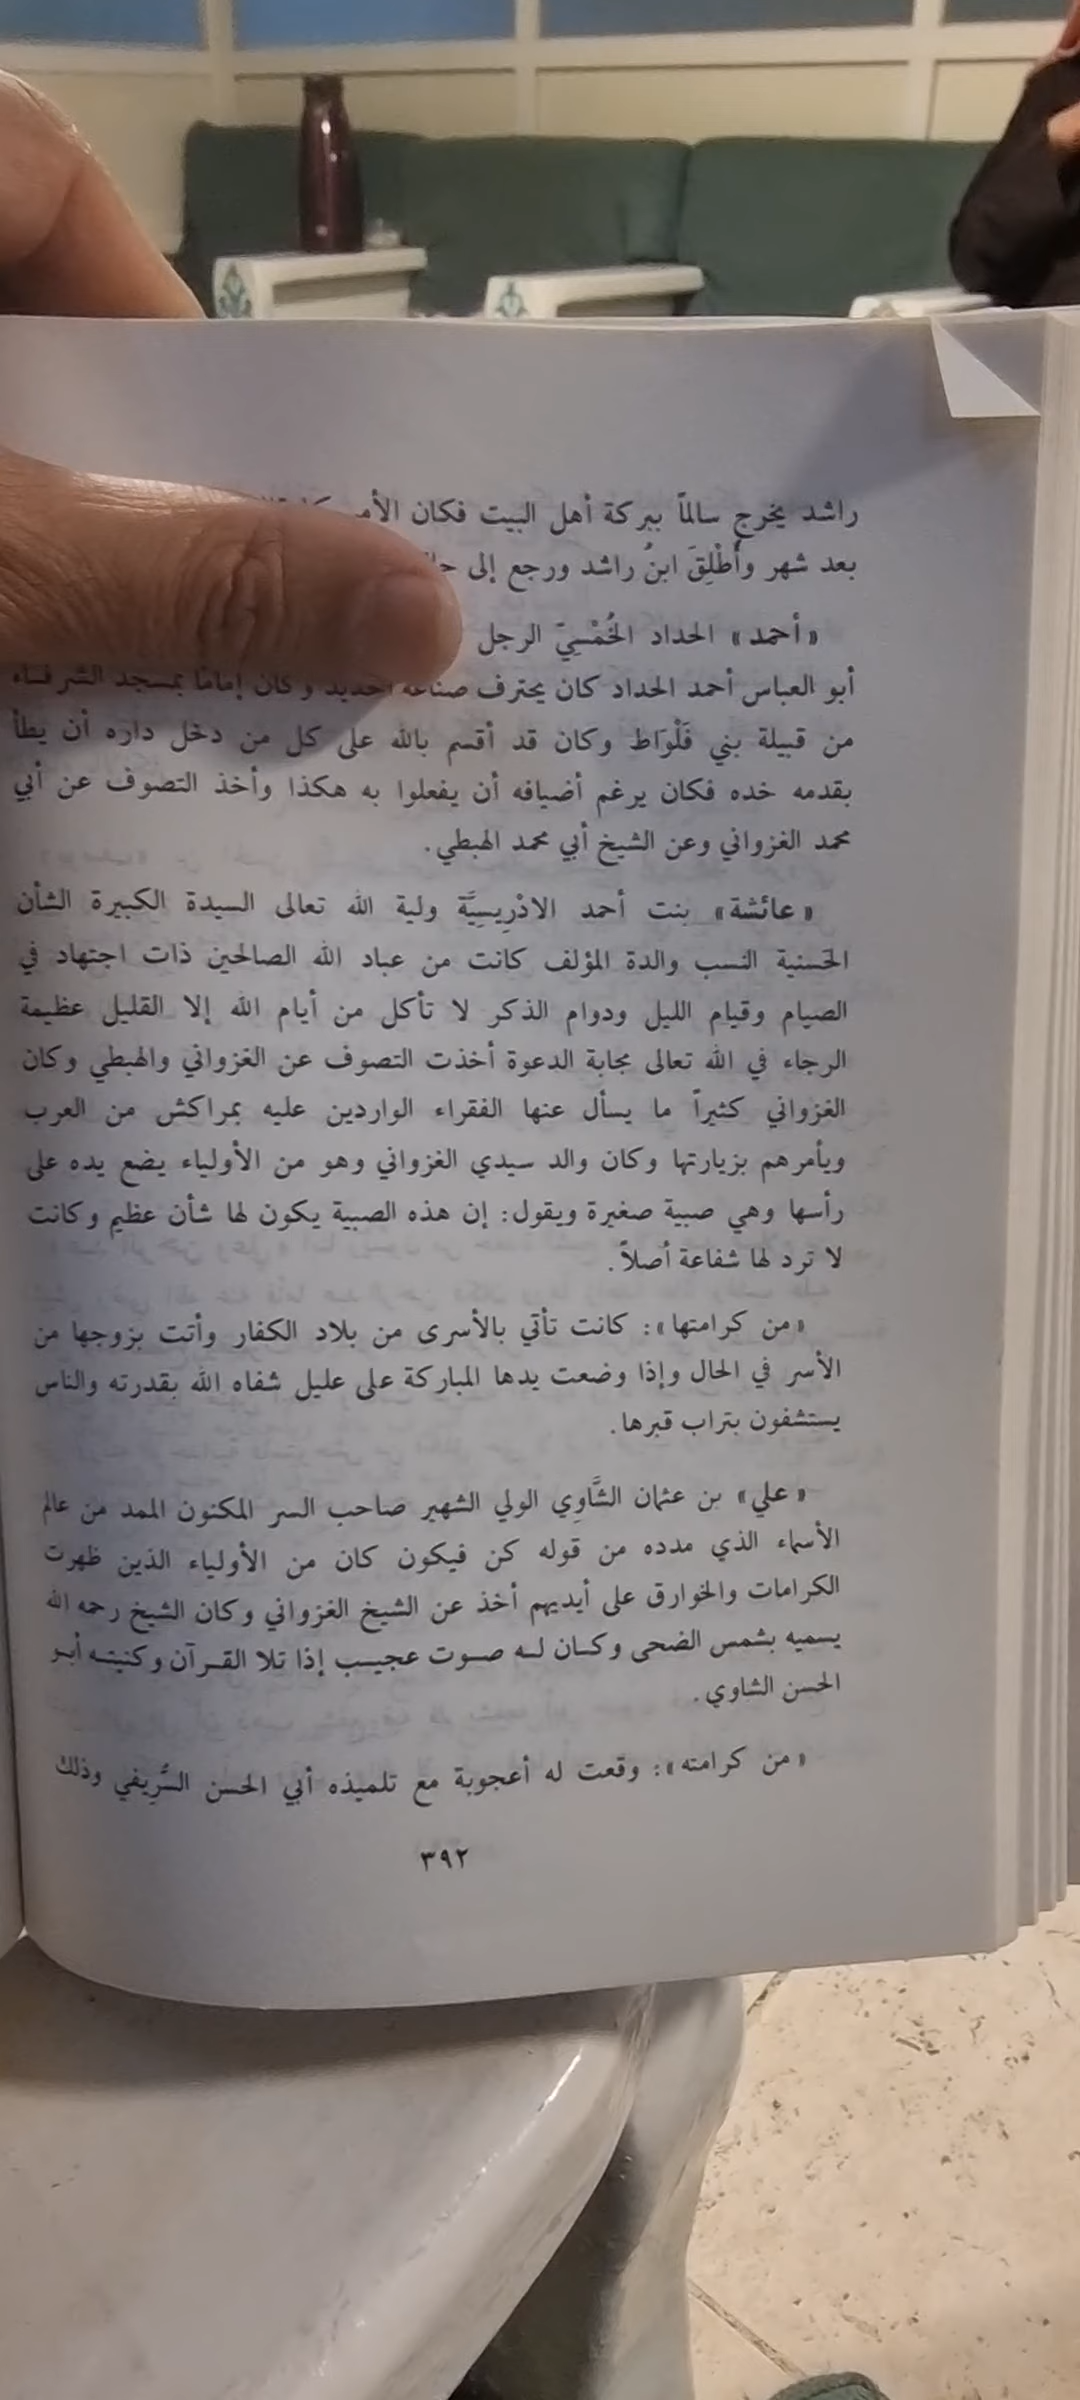 راشد يخرج سالماً ببركة أهل البيت فكان
بعد شهر وأُطْلِقَ ابنُ راشد ورجع إلى
«أحمد» الحداد الخُمْسِيّ الرجل
أبو العباس أحمد الحداد كان يحترف صناعة الحديد وكان إماماً بمسجد الشرفاء
من قبيلة بني فَلْوَاط وكان قد أقسم بالله على كل من دخل داره أن يطأ
بقدمه خده فكان يرغم أضيافه أن يفعلوا به هكذا وأخذ التصوف عن أبي
محمد الغزواني وعن الشيخ أبي محمد الهبطي.
«عائشة» بنت أحمد الادْرِيسِيَّة ولية الله تعالى السيدة الكبيرة الشأن
الحَسنية النسب والدة المؤلف كانت من عباد الله الصالحين ذات اجتهاد في
الصيام وقيام الليل ودوام الذكر لا تأكل من أيام الله إلا القليل عظيمة
الرجاء في الله تعالى مجابة الدعوة أخذت التصوف عن الغزواني والهبطي وكان
الغزواني كثيراً ما يسأل عنها الفقراء الواردين عليه بمراكش من العرب
ويأمرهم بزيارتها وكان والد سيدي الغزواني وهو من الأولياء يضع يده على
رأسها وهي صبية صغيرة ويقول: إن هذه الصبية يكون لها شأن عظيم وكانت
لا ترد لها شفاعة أصلاً.
«من كرامتها»: كانت تأتي بالأسرى من بلاد الكفار وأتت بزوجها من
الأسر في الحال وإذا وضعت يدها المباركة على عليل شفاه الله بقدرته والناس
يستشفون بتراب قبرها.
«علي» بن عثمان الشَّاوِي الولي الشهير صاحب السر المكنون الممد من عالم
الأسماء الذي مدده من قوله كن فيكون كان من الأولياء الذين ظهرت
الكرامات والخوارق على أيديهم أخذ عن الشيخ الغزواني وكان الشيخ رحمه الله
يسميه بشمس الضحى وكان له صوت عجيب إذا تلا القرآن وكنيته أبو
الحسن الشاوي.
«من كرامته»: وقعت له أعجوبة مع تلميذه أبي الحسن السُّرِيفي وذلك
٣٩٢